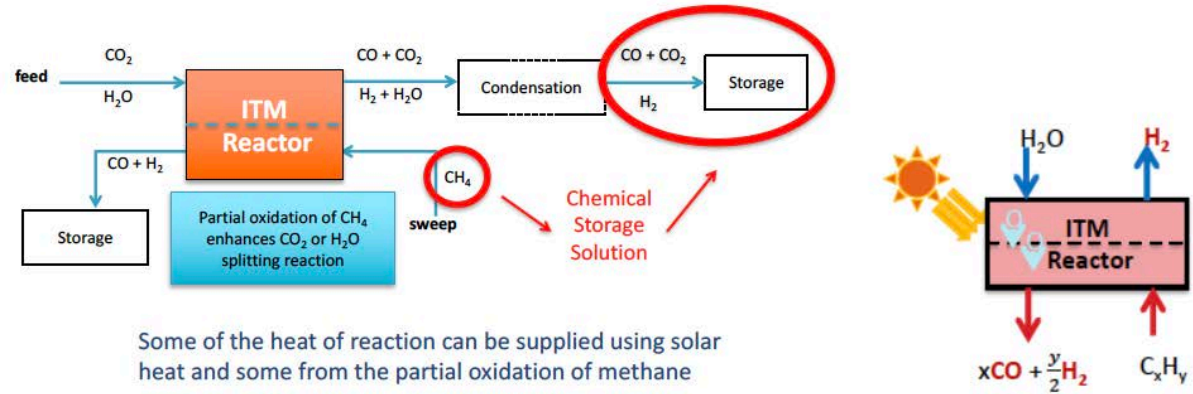 feed
CO₂
H₂O
ITM
Reactor
CO + CO₂
H₂ + H₂O
Condensation
CO + CO₂
H₂
Storage
CO + H₂
Storage
Partial oxidation of CH₄
enhances CO₂ or H₂O
splitting reaction
CH₄
sweep
Chemical
Storage
Solution
Some of the heat of reaction can be supplied using solar
heat and some from the partial oxidation of methane
H₂O
H₂
O
O
ITM
Reactor
xCO + y/2 H₂
CₓHᵧ